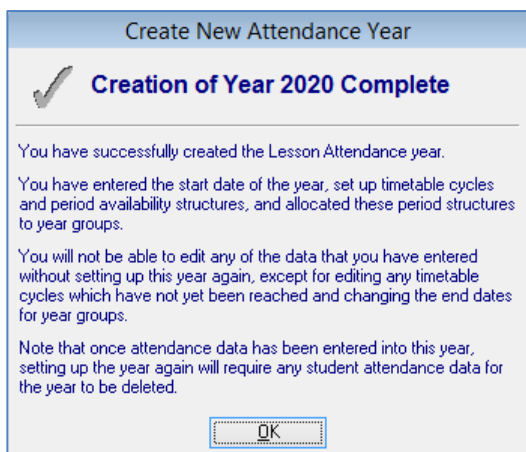 Create New Attendance Year
Creation of Year 2020 Complete
You have successfully created the Lesson Attendance year.
You have entered the start date of the year, set up timetable cycles
and period availability structures, and allocated these period structures
to year groups.
You will not be able to edit any of the data that you have entered
without setting up this year again, except for editing any timetable
cycles which have not yet been reached and changing the end dates
for year groups.
Note that once attendance data has been entered into this year,
setting up the year again will require any student attendance data for
the year to be deleted.
OK